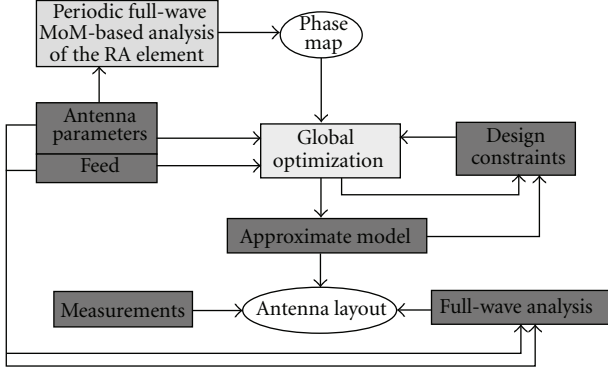 Periodic full-wave
MoM-based analysis
of the RA element
Phase
map
Antenna
parameters
Feed
Global
optimization
Design
constraints
Approximate model
Measurements
Antenna layout
Full-wave analysis